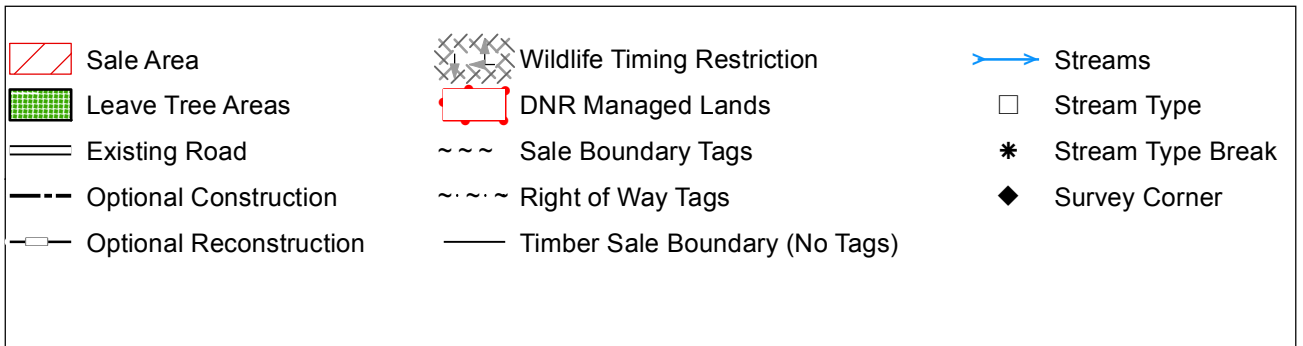 Sale Area
Leave Tree Areas
Existing Road
Optional Construction
Optional Reconstruction
Wildlife Timing Restriction
DNR Managed Lands
Sale Boundary Tags
Right of Way Tags
Timber Sale Boundary (No Tags)
Streams
Stream Type
Stream Type Break
Survey Corner